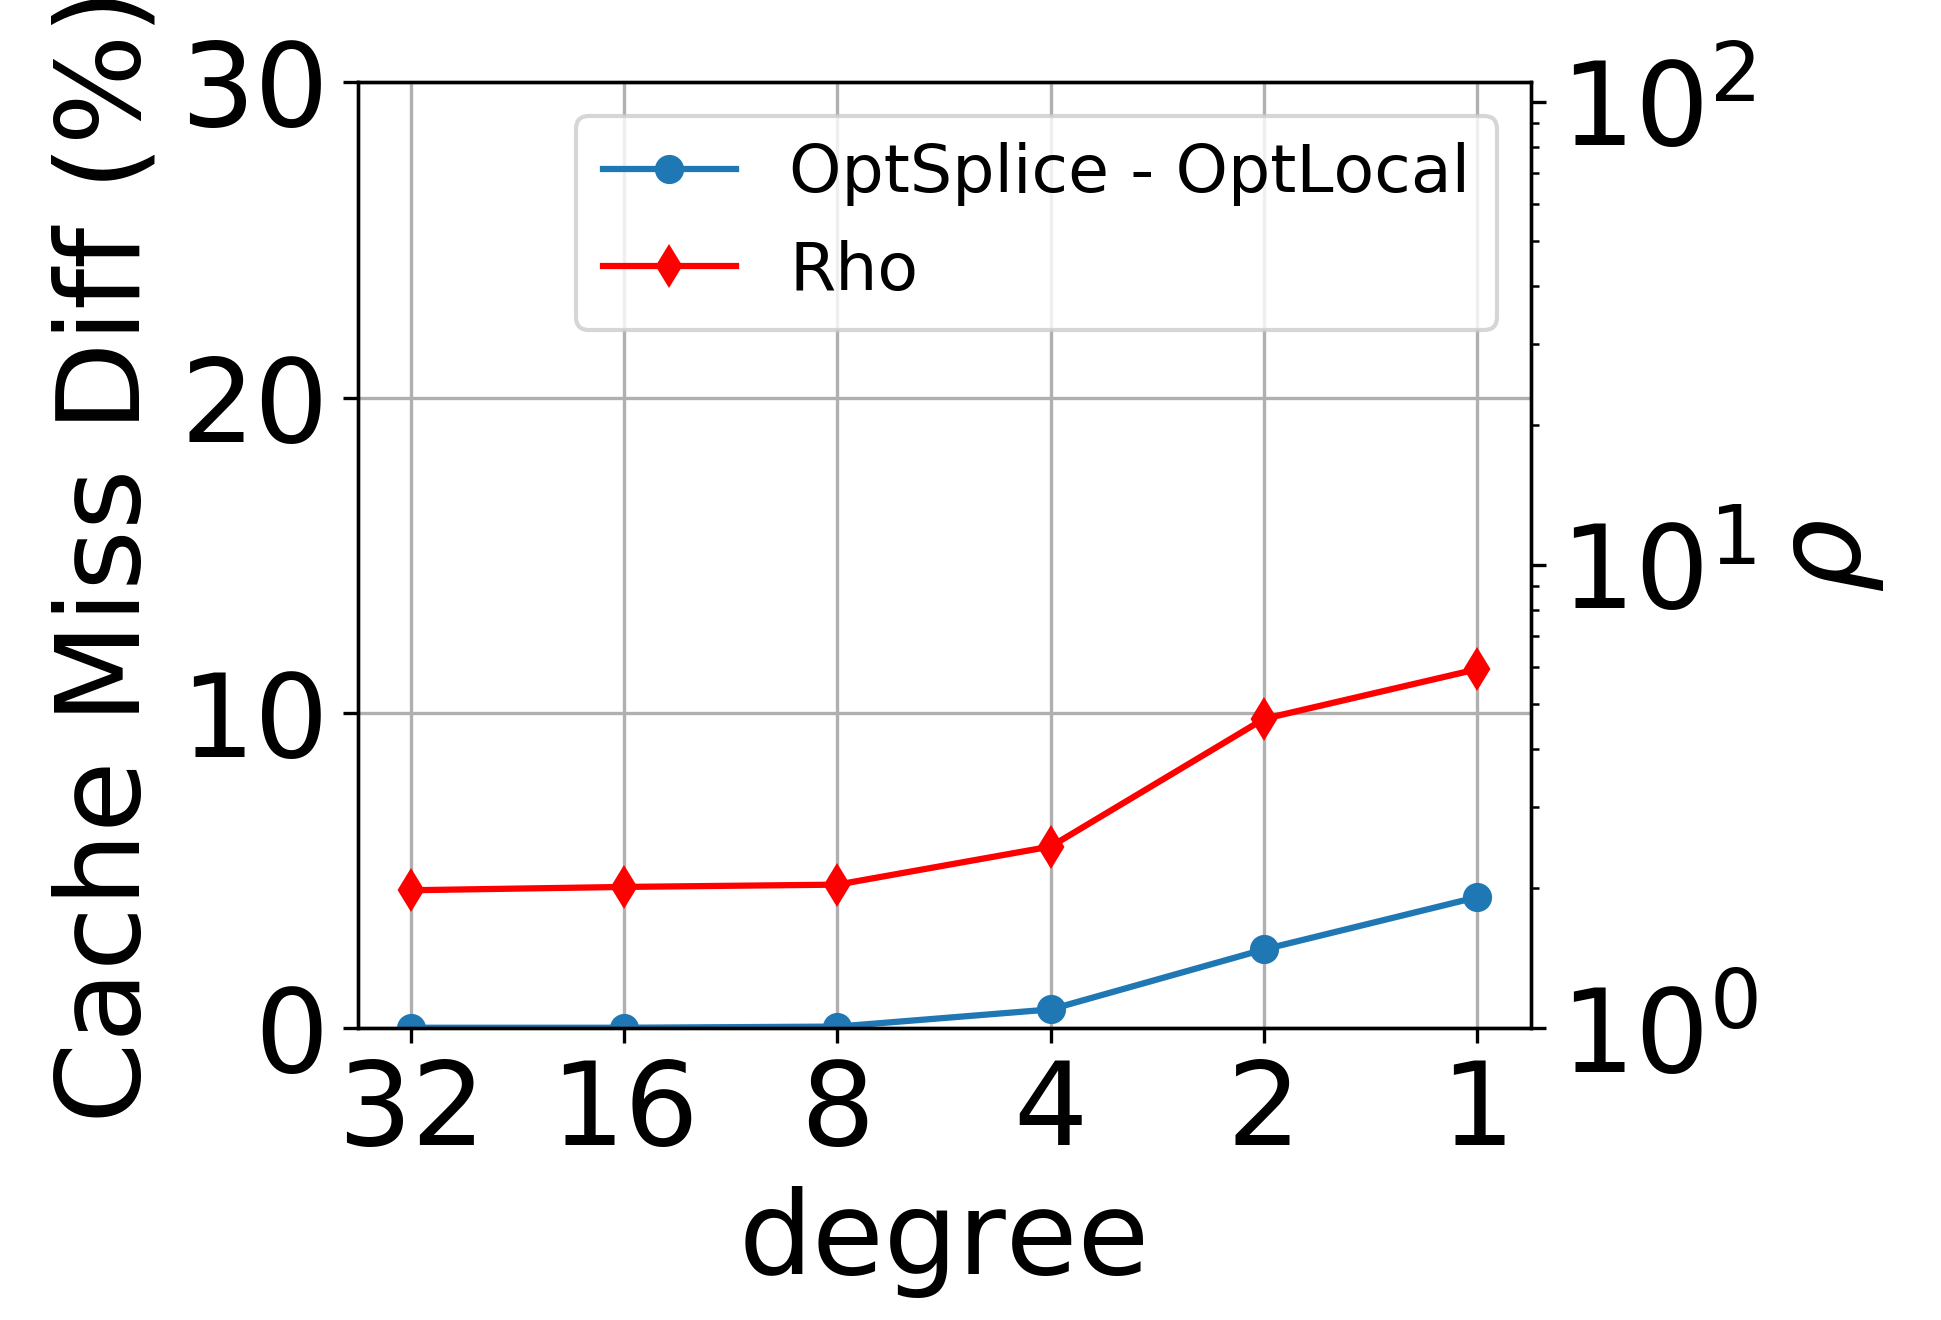 Cache Miss Diff (%)
30
20
10
0
OptSplice - OptLocal
Rho
10²
10¹
10⁰
ρ
32 16 8 4 2 1
degree